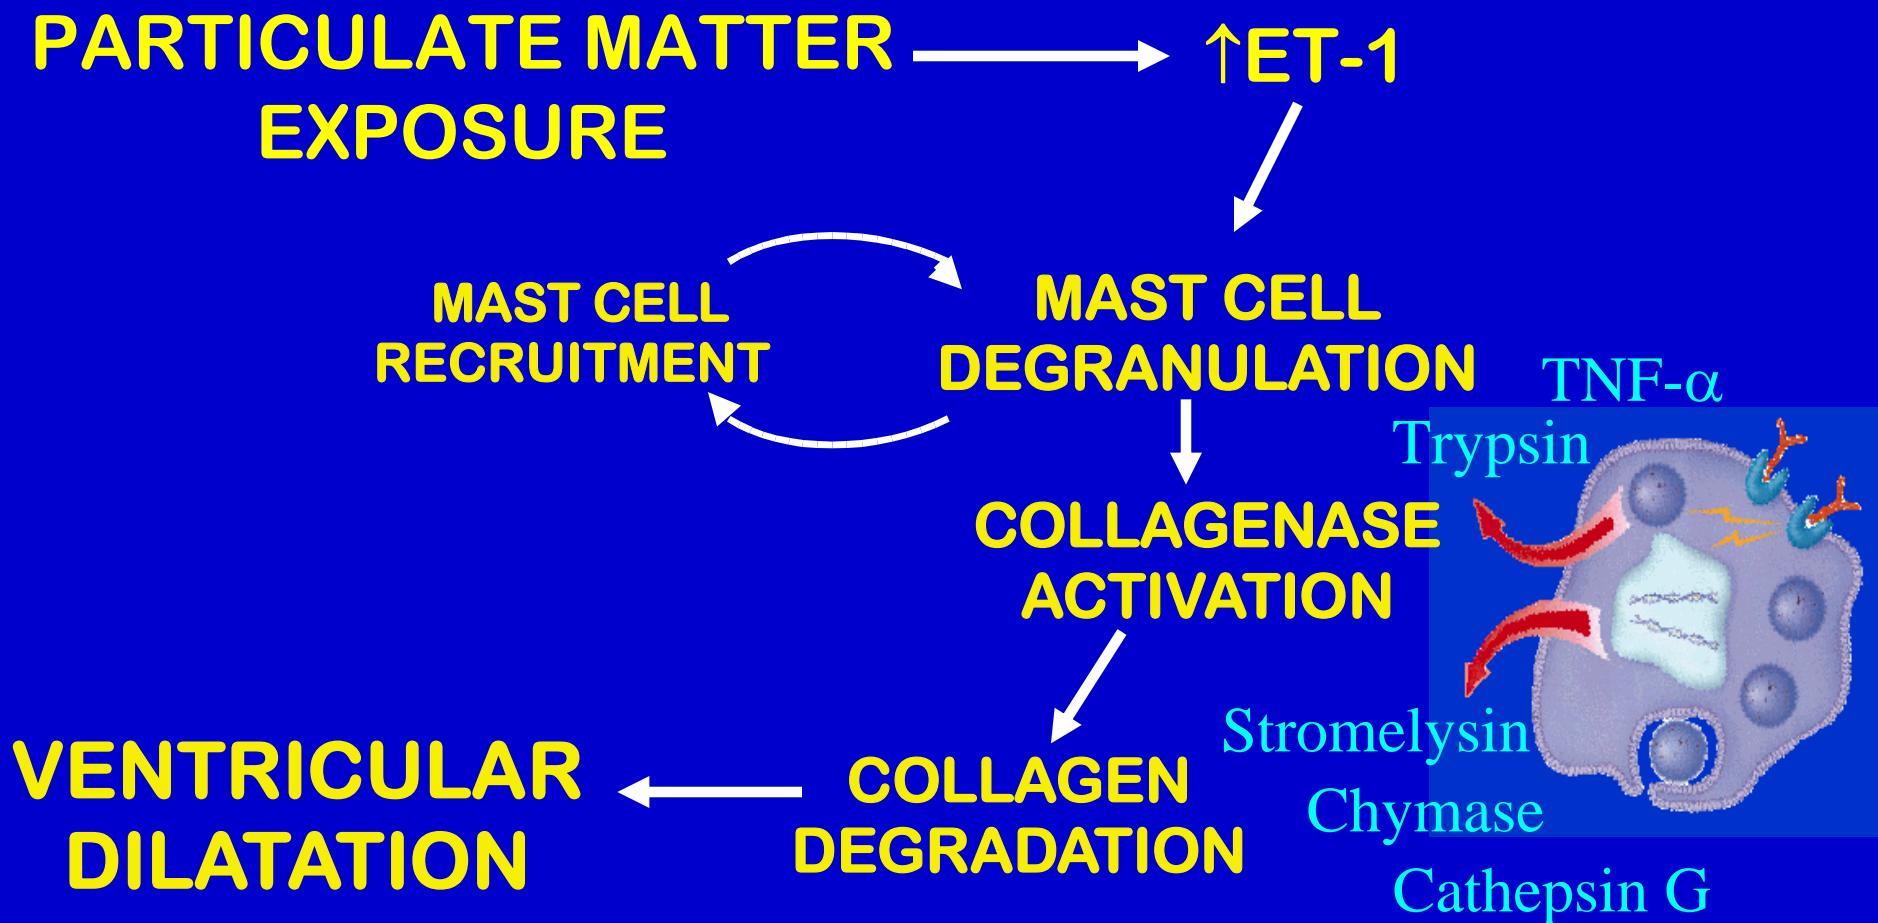 PARTICULATE MATTER
EXPOSURE
↑ET-1
MAST CELL
RECRUITMENT
MAST CELL
DEGRANULATION
TNF-α
Trypsin
COLLAGENASE
ACTIVATION
Stromelysin
Chymase
Cathepsin G
COLLAGEN
DEGRADATION
VENTRICULAR
DILATATION